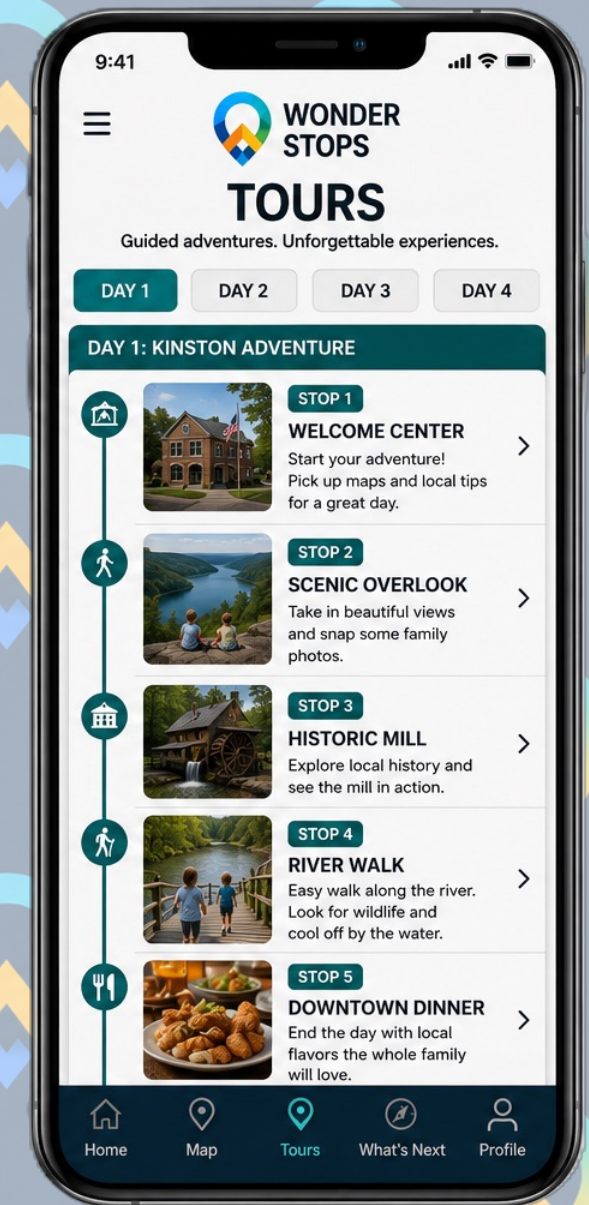 9:41
WONDER
STOPS
TOURS
Guided adventures. Unforgettable experiences.
DAY 1
DAY 2
DAY 3
DAY 4
DAY 1: KINSTON ADVENTURE
STOP 1
WELCOME CENTER
Start your adventure!
Pick up maps and local tips
for a great day.
STOP 2
SCENIC OVERLOOK
Take in beautiful views
and snap some family
photos.
STOP 3
HISTORIC MILL
Explore local history and
see the mill in action.
STOP 4
RIVER WALK
Easy walk along the river.
Look for wildlife and
cool off by the water.
STOP 5
DOWNTOWN DINNER
End the day with local
flavors the whole family
will love.
Home
Map
Tours
What's Next
Profile